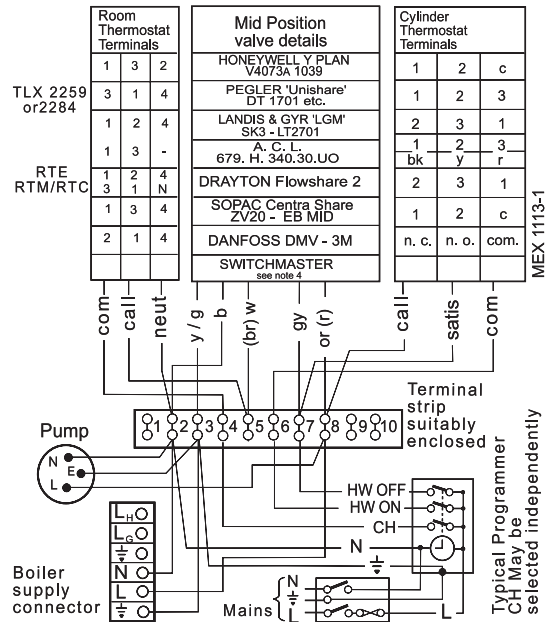 Room
Thermostat
Terminals
Mid Position
valve details
Cylinder
Thermostat
Terminals
1 3 2
HONEYWELL Y PLAN
V4073A 1039
1 2 c
TLX 2259
or2284
3 1 4
PEGLER 'Unishare'
DT 1701 etc.
1 2 3
1 2 4
LANDIS & GYR 'LGM'
SK3 - LT2701
2 3 1
1 3 -
A. C. L.
679. H. 340.30.UO
1 2 3
bk y r
RTE
RTM/RTC
1 2 4
3 1 N
DRAYTON Flowshare 2
2 3 1
1 3 4
SOPAC Centra Share
ZV20 - EB MID
1 2 c
2 1 4
DANFOSS DMV - 3M
n. c. n. o. com.
SWITCHMASTER
see note 4
MEX 1113-1
com
call
neut
y / g
b
(br) w
gy
or (r)
call
satis
com
1 2 3 4 5 6 7 8 9 10
Terminal
strip
suitably
enclosed
Pump
N
E
L
HW OFF
HW ON
CH
N
Typical Programmer
CH May be
selected independently
LH
LG
N
L
Boiler
supply
connector
Mains
N
L
L